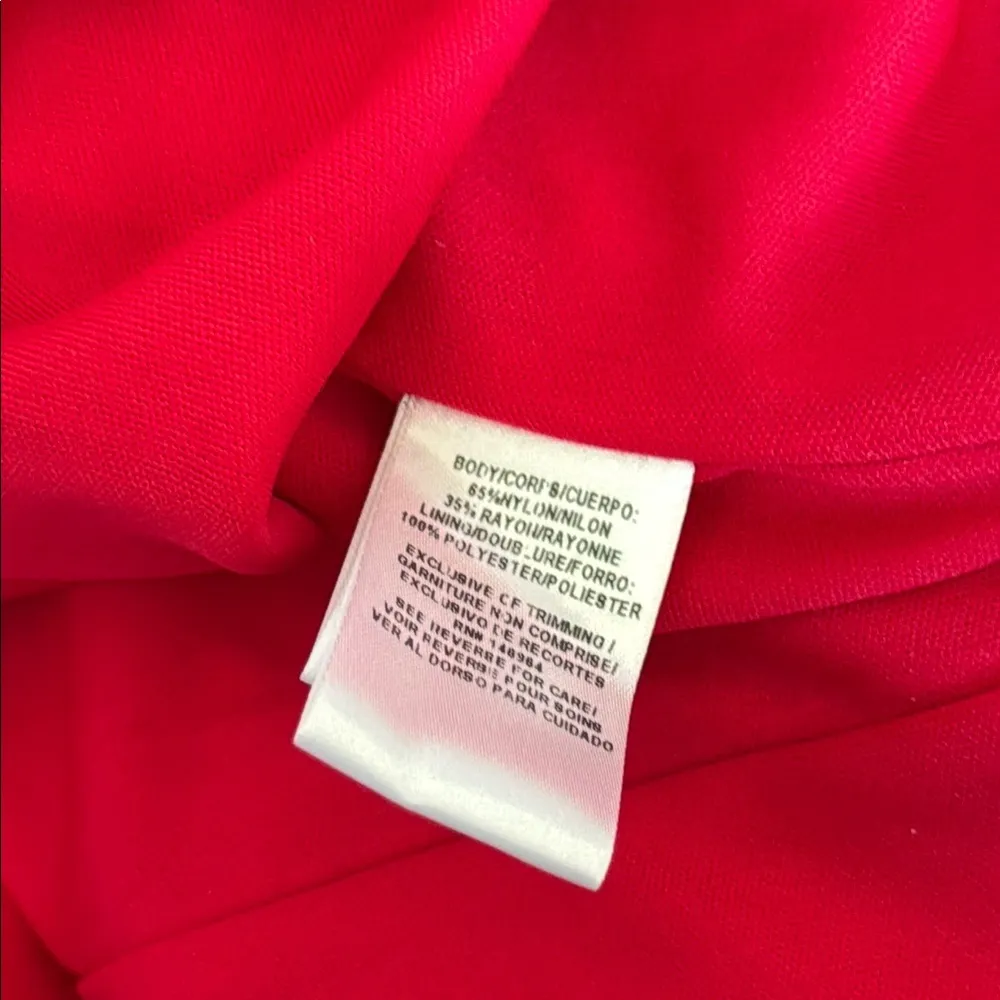 BODY/CORPS/CUERPO:
65%NYLON/NILON
35% RAYON/RAYONNE
LINING/DOUBLURE/FORRO:
100% POLYESTER/POLIESTER
EXCLUSIVE OF TRIMMING /
GARNITURE NON COMPRISE/
EXCLUSIVO DE RECORTES
RN# 146964
SEE REVERSE FOR CARE/
VOIR REVERSE POUR SOINS
VER AL DORSO PARA CUIDADO